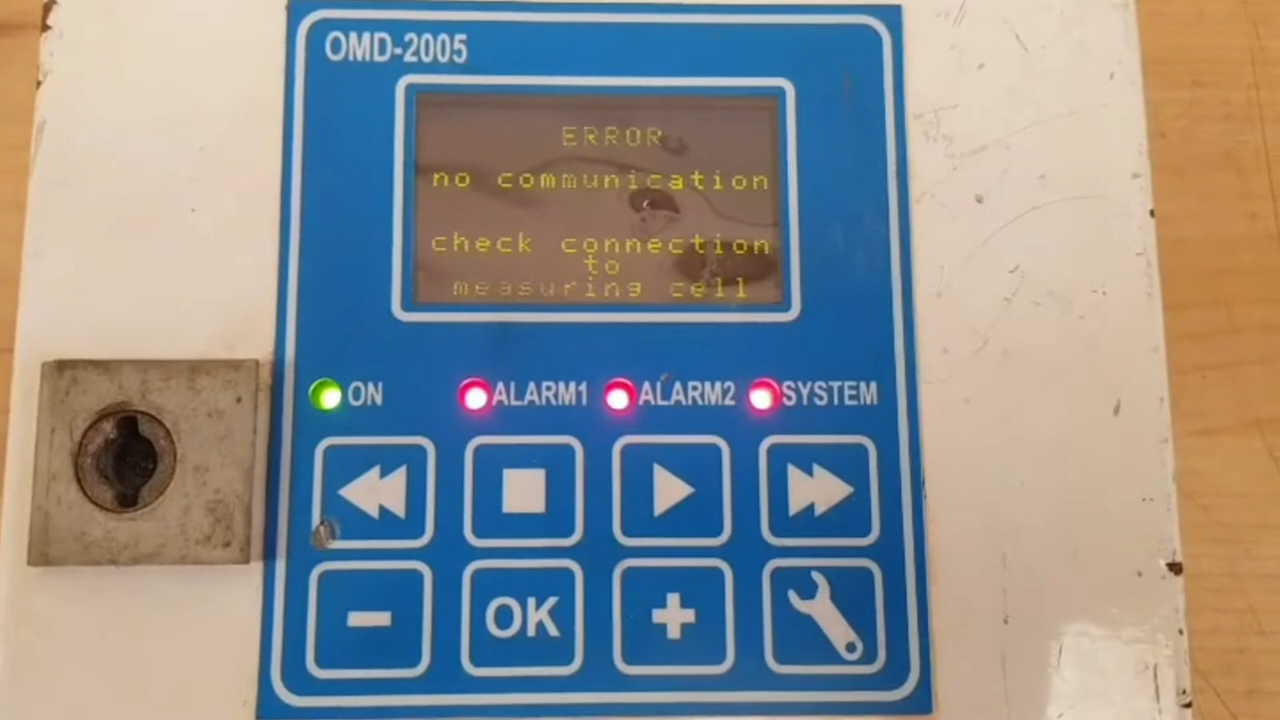 OMD-2005
ERROR
no communication
check connection
to
measuring cell
ON ALARM1 ALARM2 SYSTEM
OK